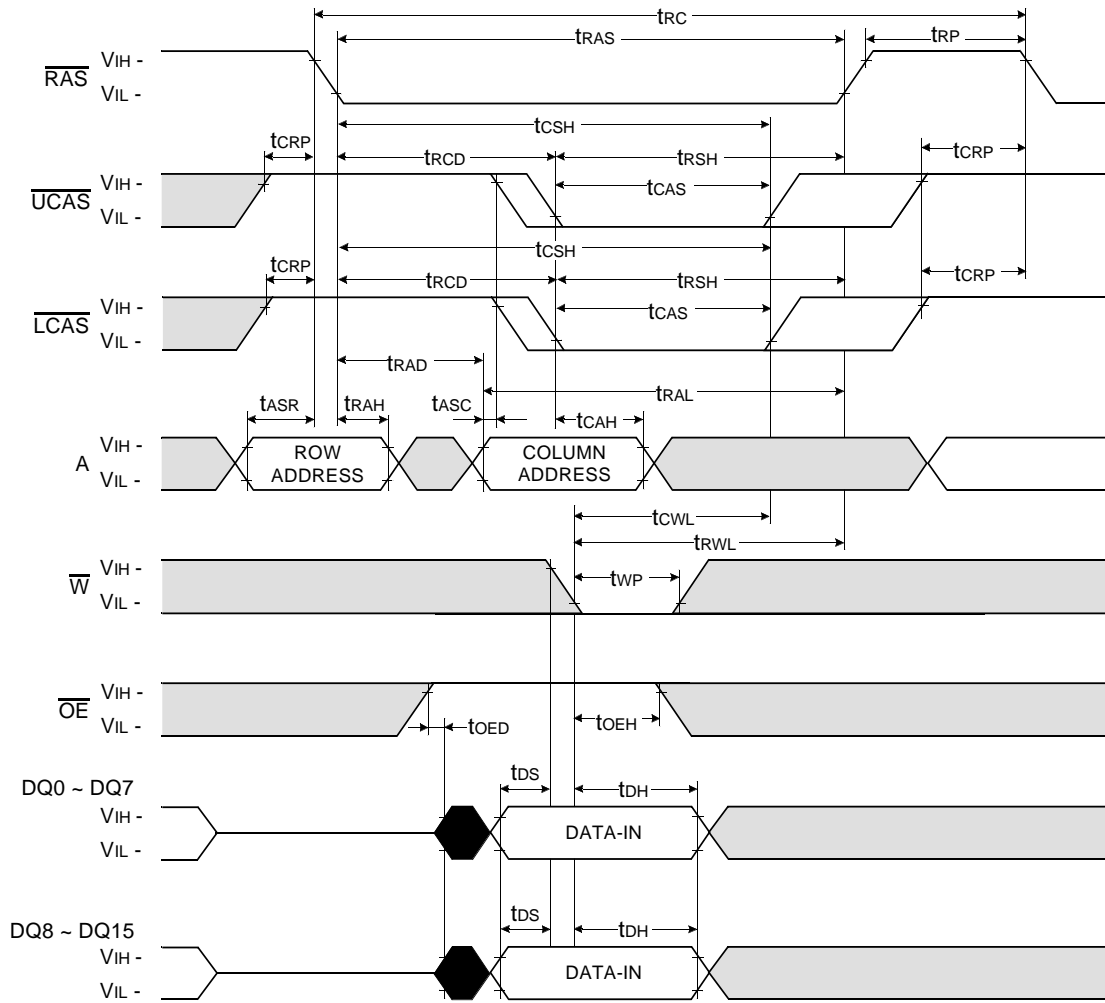 tRC
tRAS
tRP
RAS
VIH -
VIL -
tCSH
tCRP
tRCD
tRSH
tCRP
UCAS
VIH -
VIL -
tCAS
tCSH
tCRP
tRCD
tRSH
tCRP
LCAS
VIH -
VIL -
tCAS
tRAD
tRAL
tASR
tRAH
tASC
tCAH
A
VIH -
VIL -
ROW
ADDRESS
COLUMN
ADDRESS
tCWL
tRWL
W
VIH -
VIL -
tWP
OE
VIH -
VIL -
tOED
tOEH
DQ0 ~ DQ7
VIH -
VIL -
tDS
tDH
DATA-IN
DQ8 ~ DQ15
VIH -
VIL -
tDS
tDH
DATA-IN